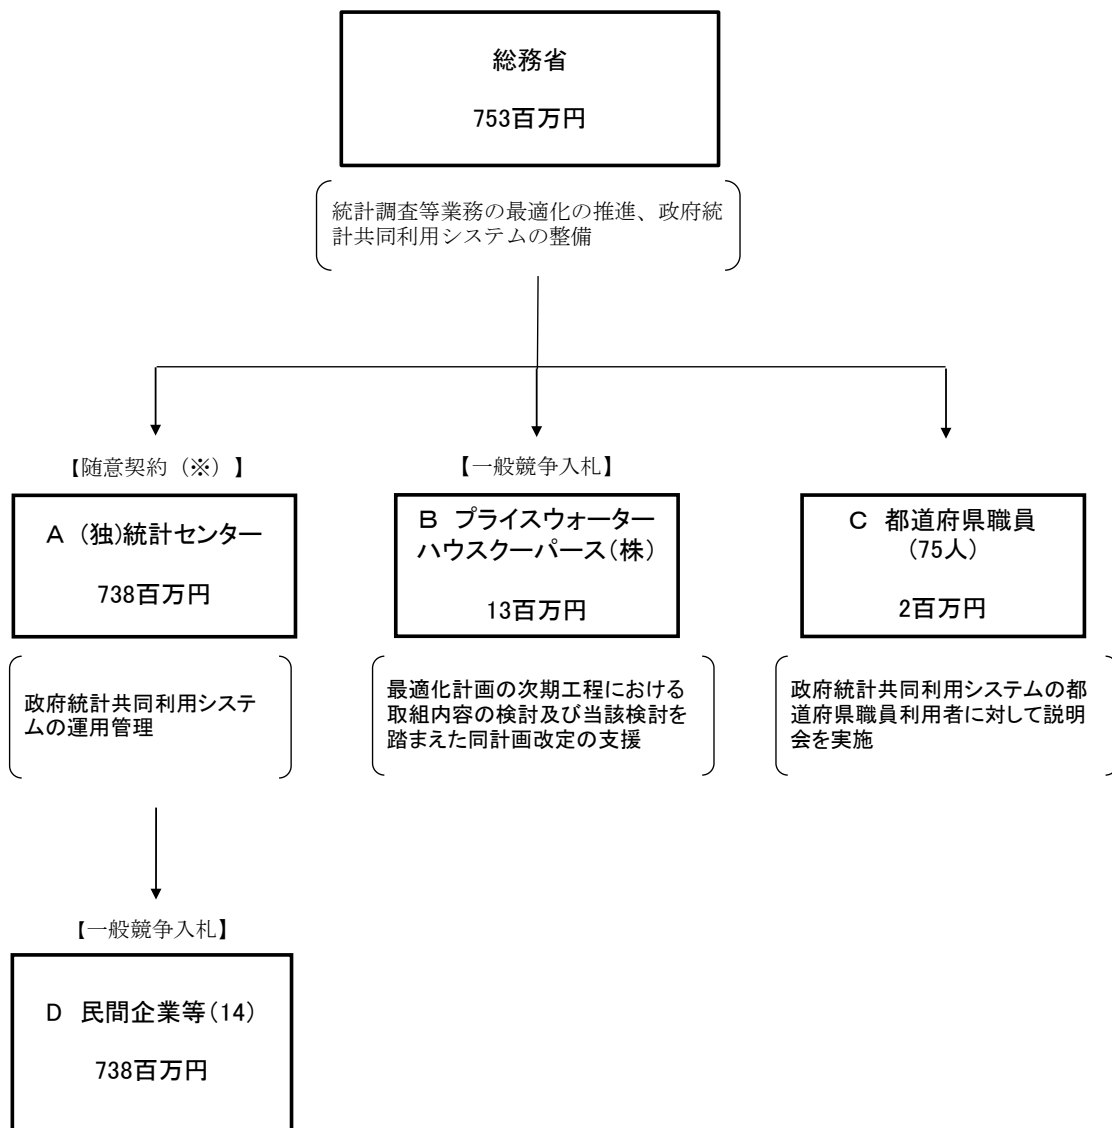 総務省
753百万円
統計調査等業務の最適化の推進、政府統
計共同利用システムの整備
【随意契約（※）】
A （独)統計センター
738百万円
政府統計共同利用システ
ムの運用管理
【一般競争入札】
B プライスウォーター
ハウスクーパース（株）
13百万円
最適化計画の次期工程における
取組内容の検討及び当該検討を
踏まえた同計画改定の支援
C 都道府県職員
(75人)
2百万円
政府統計共同利用システムの都
道府県職員利用者に対して説明
会を実施
【一般競争入札】
D 民間企業等（14）
738百万円